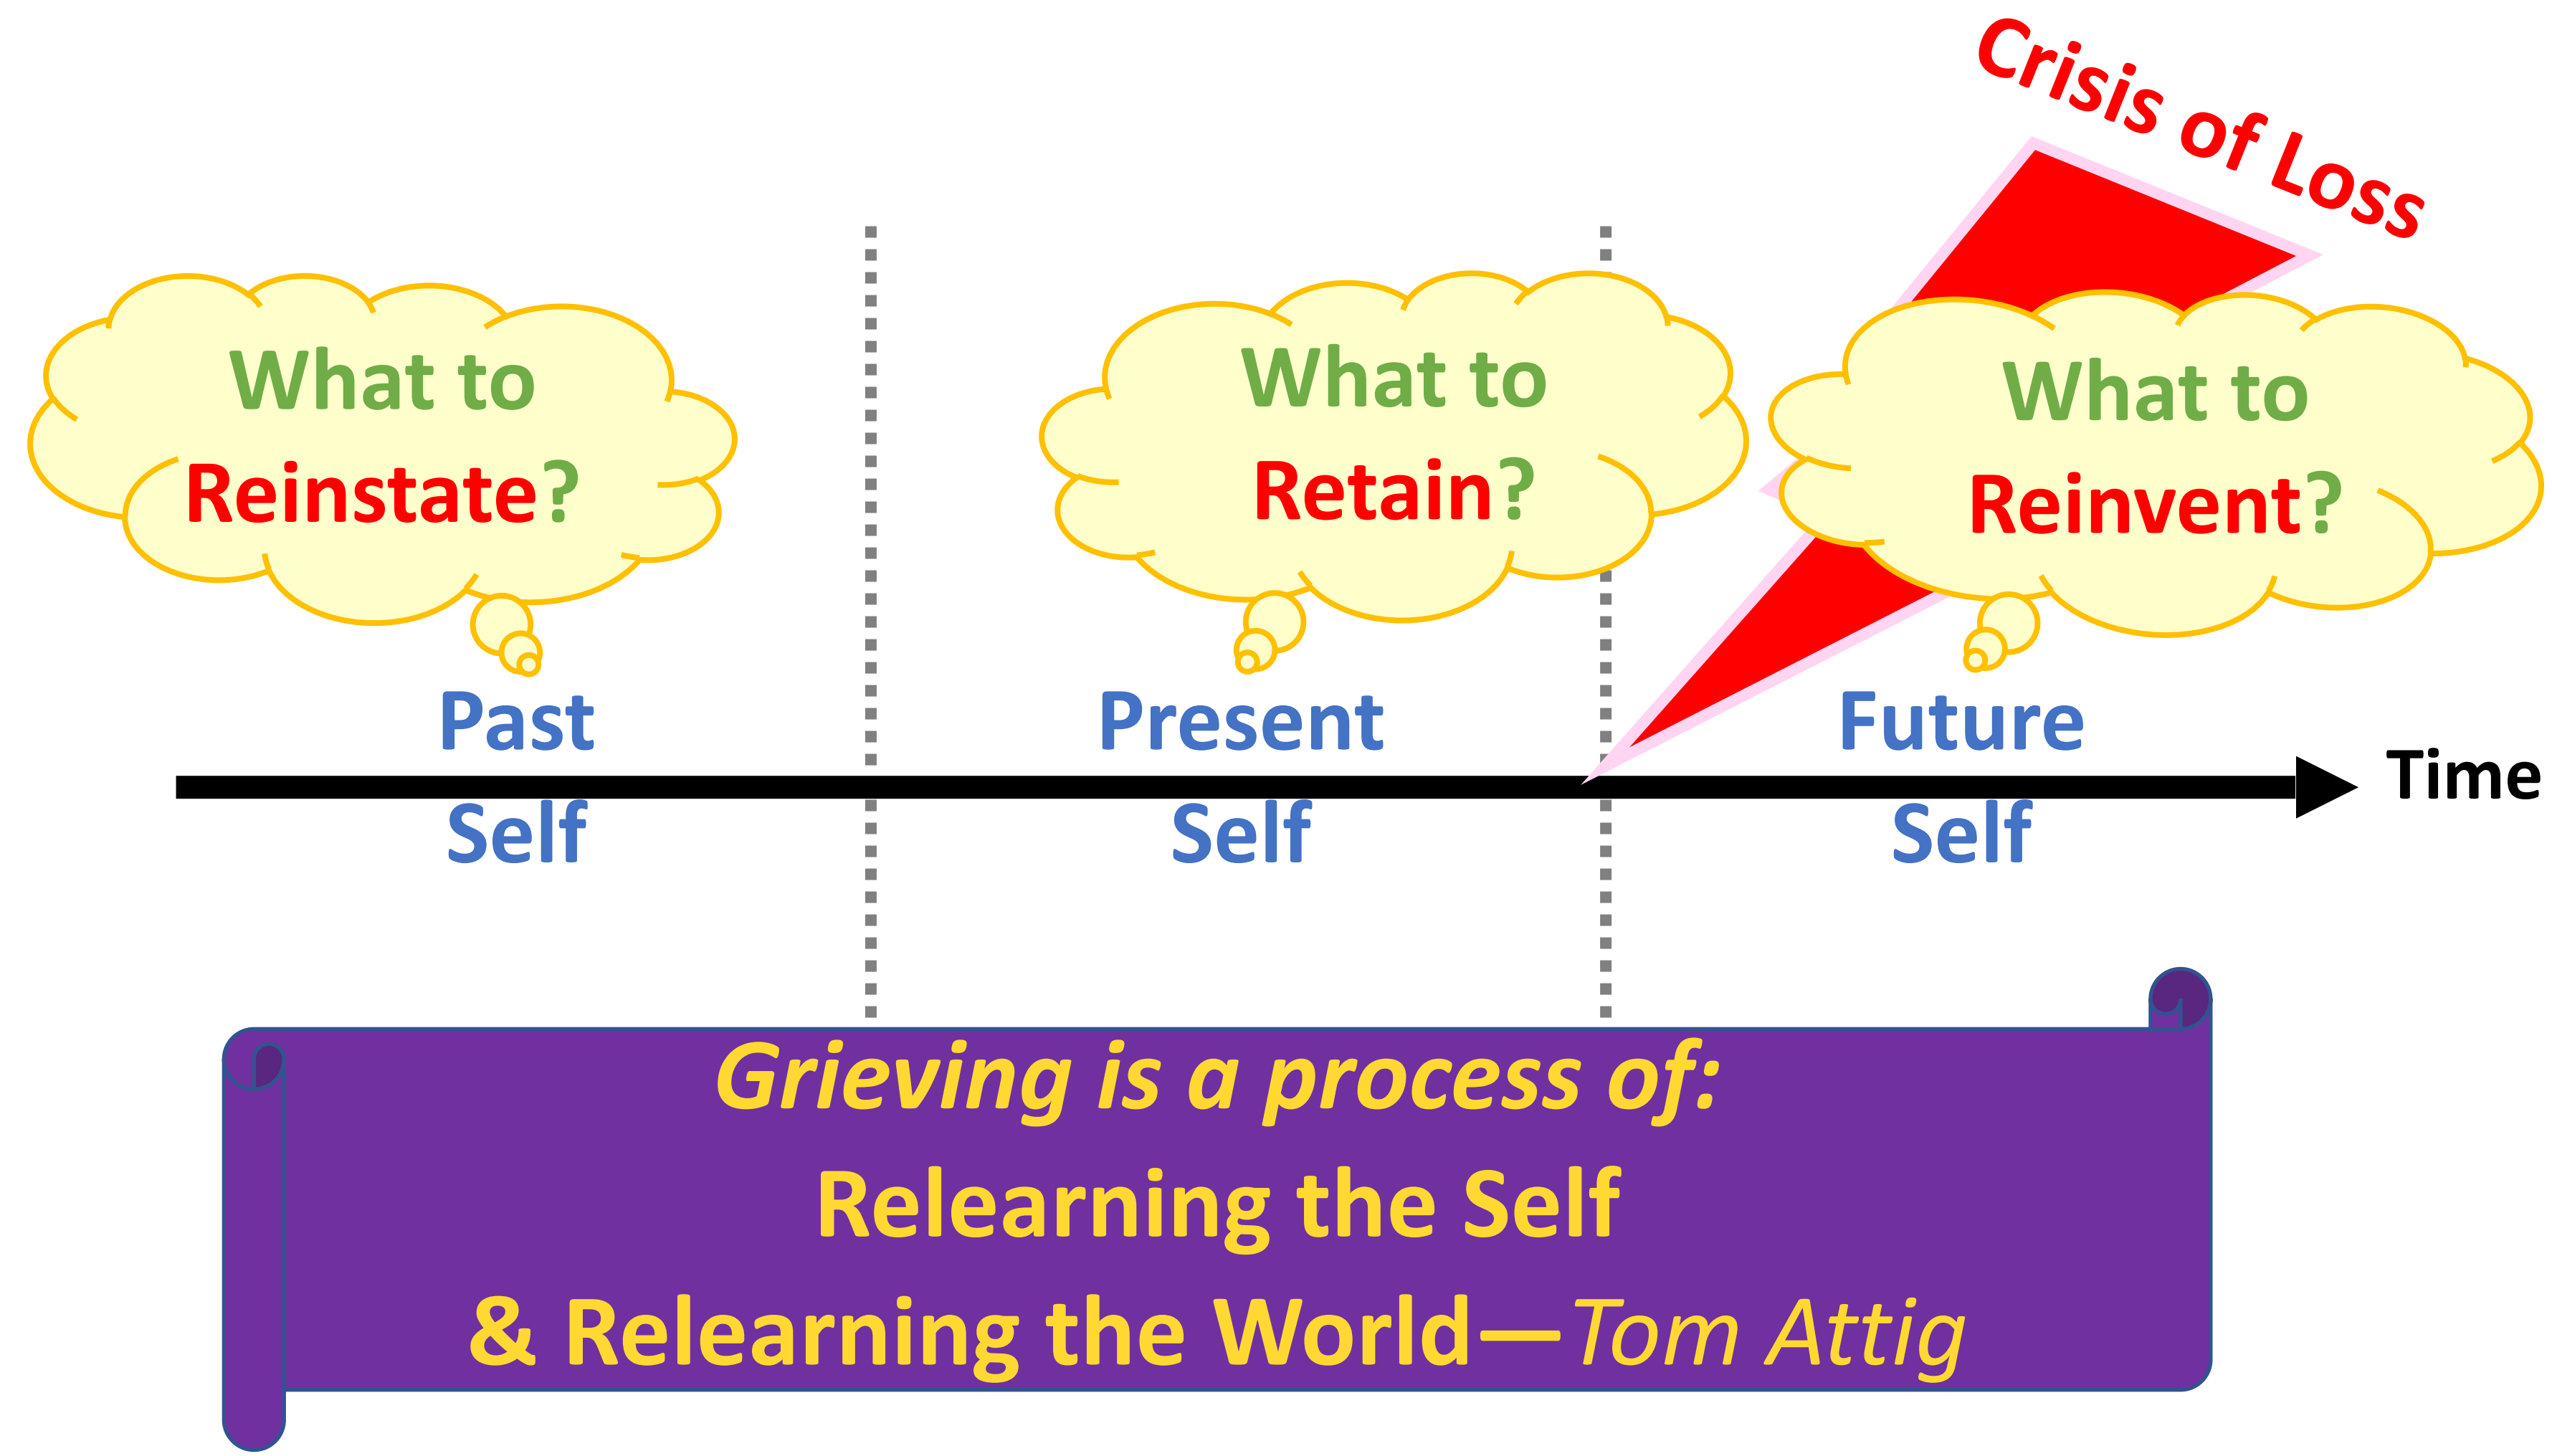 Crisis of Loss
What to
Reinstate?
What to
Retain?
What to
Reinvent?
Past
Self
Present
Self
Future
Self
Time
Grieving is a process of:
Relearning the Self
& Relearning the World—Tom Attig